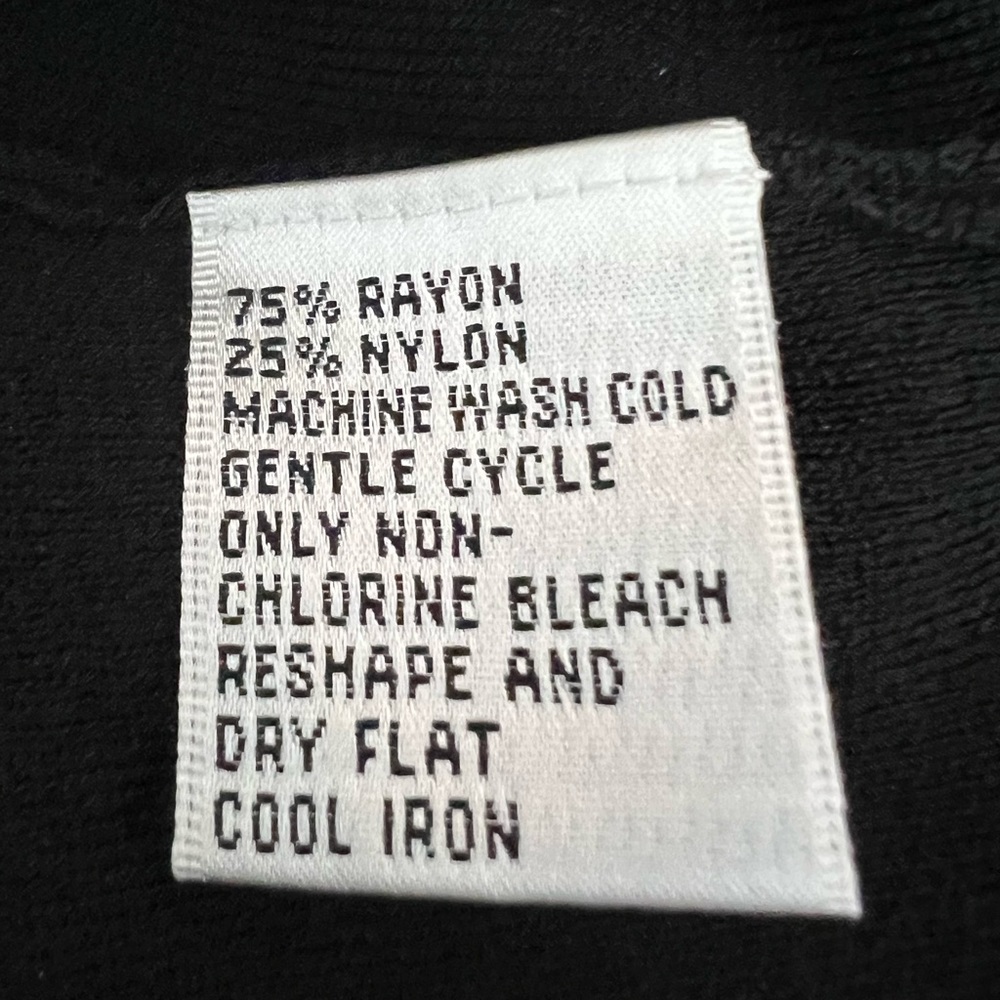 75% RAYON
25% NYLON
MACHINE WASH COLD
GENTLE CYCLE
ONLY NON-
CHLORINE BLEACH
RESHAPE AND
DRY FLAT
COOL IRON